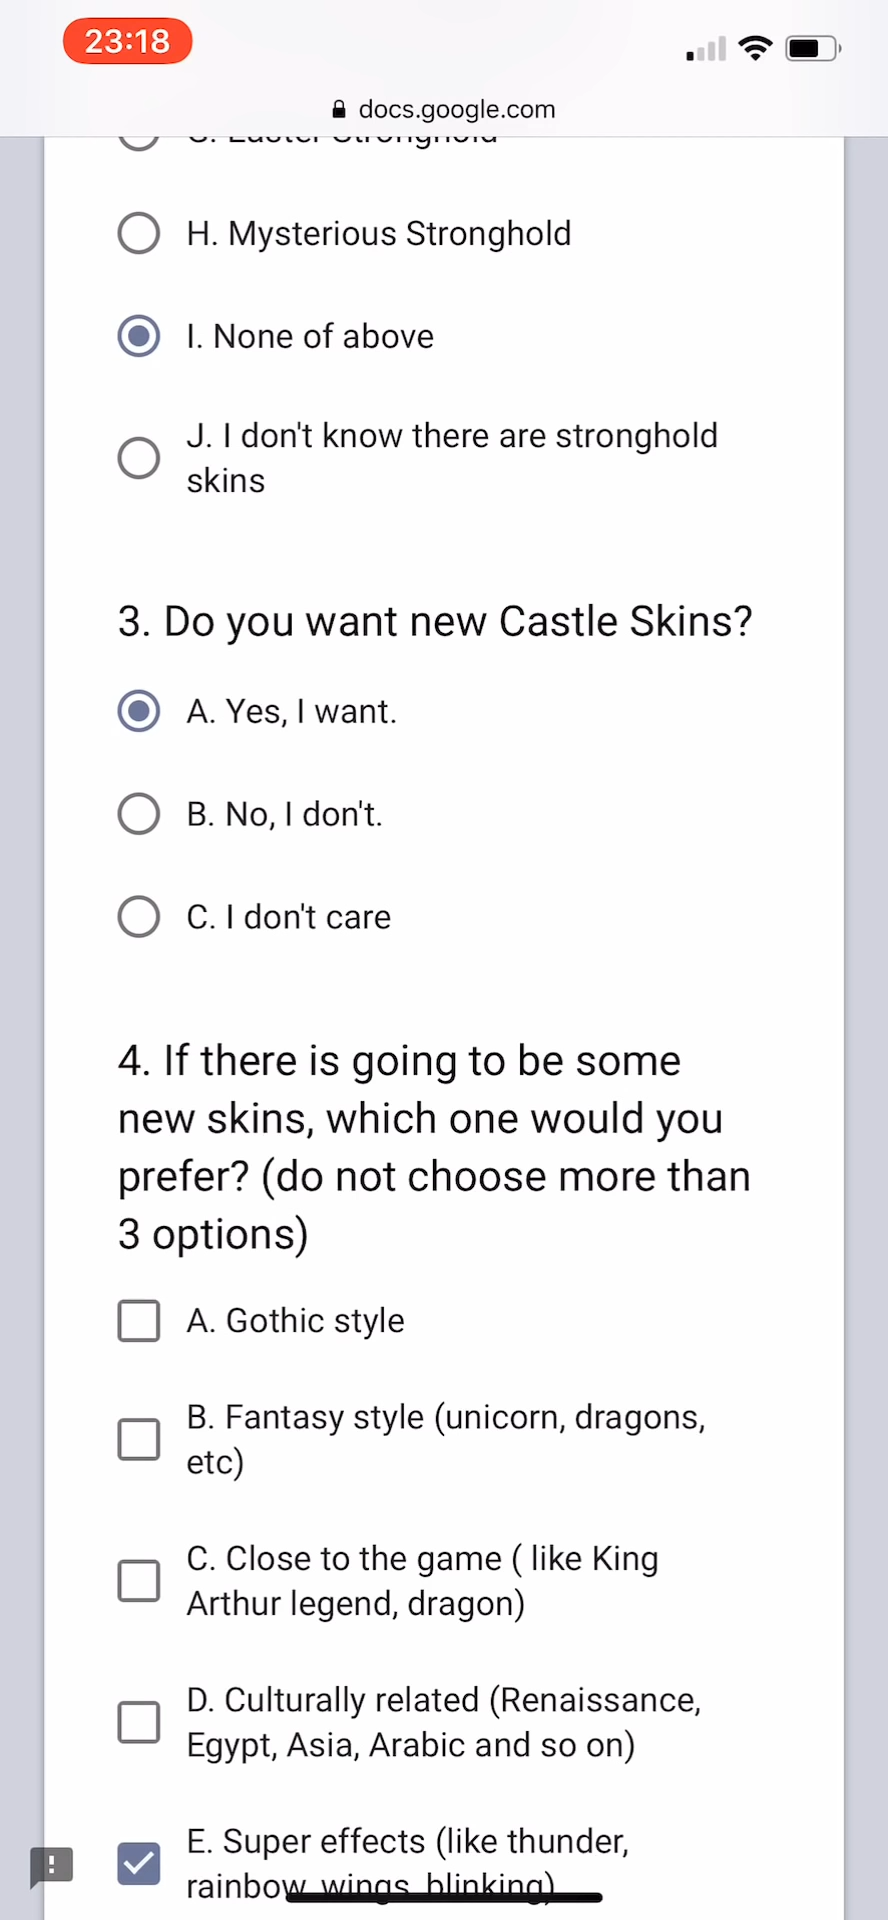 23:18
docs.google.com
H. Mysterious Stronghold
I. None of above
J. I don't know there are stronghold
skins
3. Do you want new Castle Skins?
A. Yes, I want.
B. No, I don't.
C. I don't care
4. If there is going to be some
new skins, which one would you
prefer? (do not choose more than
3 options)
A. Gothic style
B. Fantasy style (unicorn, dragons,
etc)
C. Close to the game ( like King
Arthur legend, dragon)
D. Culturally related (Renaissance,
Egypt, Asia, Arabic and so on)
E. Super effects (like thunder,
rainbow, wings, blinking)